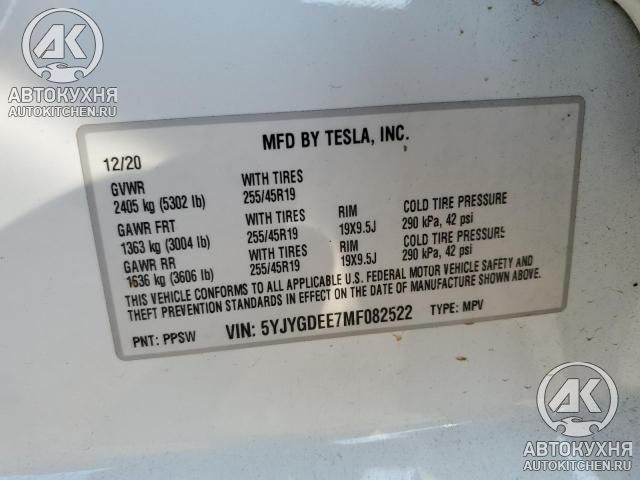 АК
АВТОКУХНЯ
AUTOKITCHEN.RU
MFD BY TESLA, INC.
12/20
GVWR WITH TIRES
2405 kg (5302 lb) 255/45R19
GAWR FRT WITH TIRES RIM COLD TIRE PRESSURE
1363 kg (3004 lb) 255/45R19 19X9.5J 290 kPa, 42 psi
GAWR RR WITH TIRES RIM COLD TIRE PRESSURE
1636 kg (3606 lb) 255/45R19 19X9.5J 290 kPa, 42 psi
THIS VEHICLE CONFORMS TO ALL APPLICABLE U.S. FEDERAL MOTOR VEHICLE SAFETY AND
THEFT PREVENTION STANDARDS IN EFFECT ON THE DATE OF MANUFACTURE SHOWN ABOVE.
PNT: PPSW VIN: 5YJYGDEE7MF082522 TYPE: MPV
АК
АВТОКУХНЯ
AUTOKITCHEN.RU